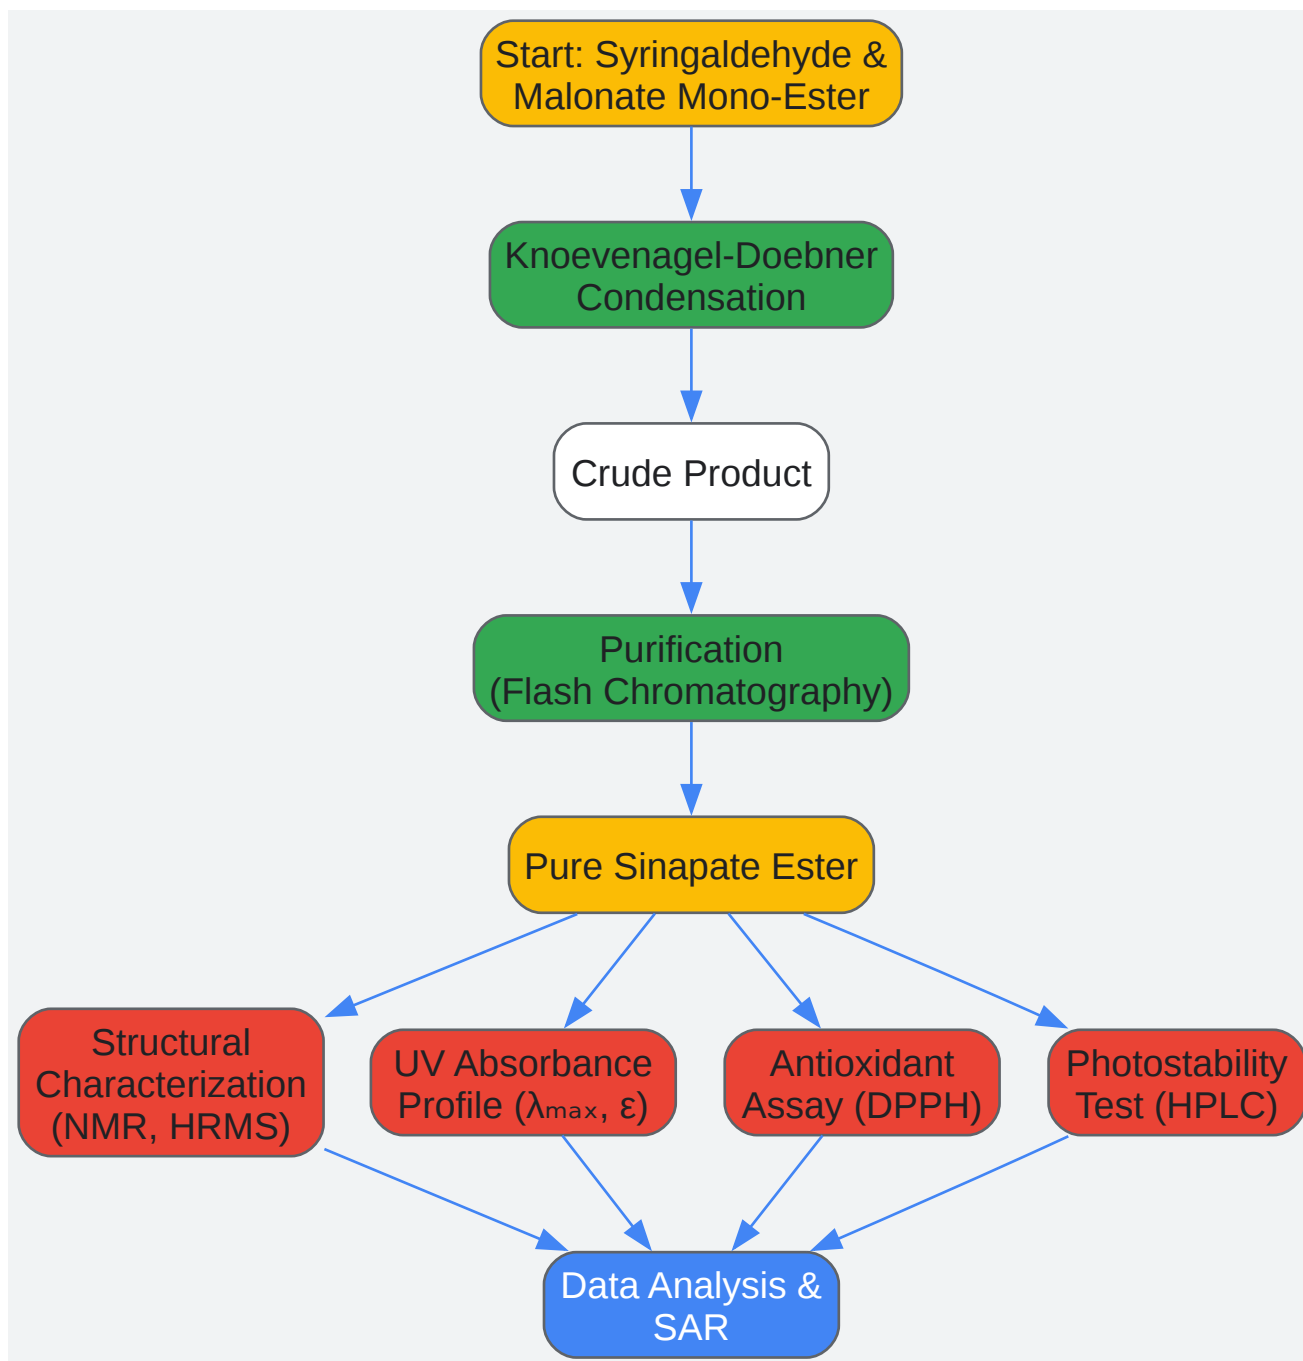 Start: Syringaldehyde &
Malonate Mono-Ester
Knoevenagel-Doebner
Condensation
Crude Product
Purification
(Flash Chromatography)
Pure Sinapate Ester
Structural
Characterization
(NMR, HRMS)
UV Absorbance
Profile (λₘₐₓ, ε)
Antioxidant
Assay (DPPH)
Photostability
Test (HPLC)
Data Analysis &
SAR